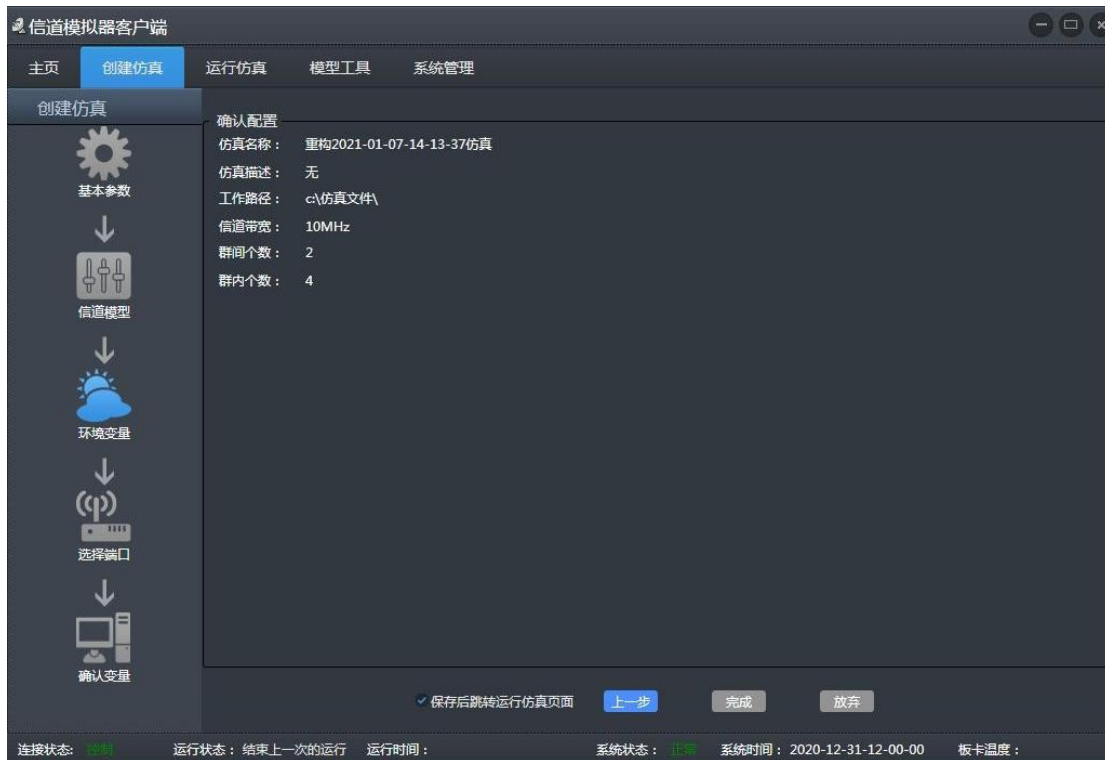 信道模拟器客户端
主页 创建仿真 运行仿真 模型工具 系统管理
创建仿真
基本参数
信道模型
环境变量
选择端口
确认变量
确认配置
仿真名称： 重构2021-01-07-14-13-37仿真
仿真描述： 无
工作路径： c:\仿真文件\
信道带宽： 10MHz
群间个数： 2
群内个数： 4
保存后跳转运行仿真页面 上一步 完成 放弃
连接状态: 控制 运行状态：结束上一次的运行 运行时间： 系统状态： 正常 系统时间：2020-12-31-12-00-00 板卡温度：